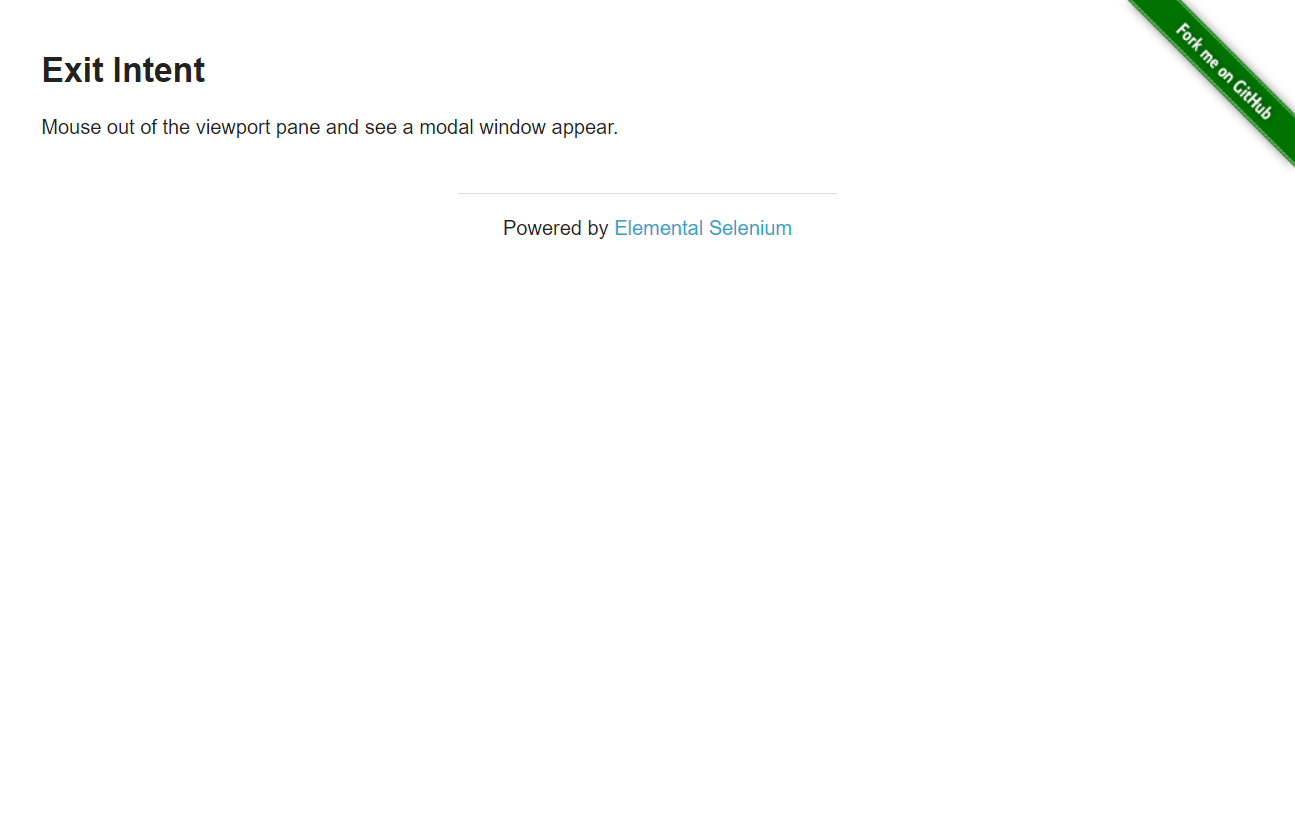 Fork me on GitHub
Exit Intent
Mouse out of the viewport pane and see a modal window appear.
Powered by Elemental Selenium